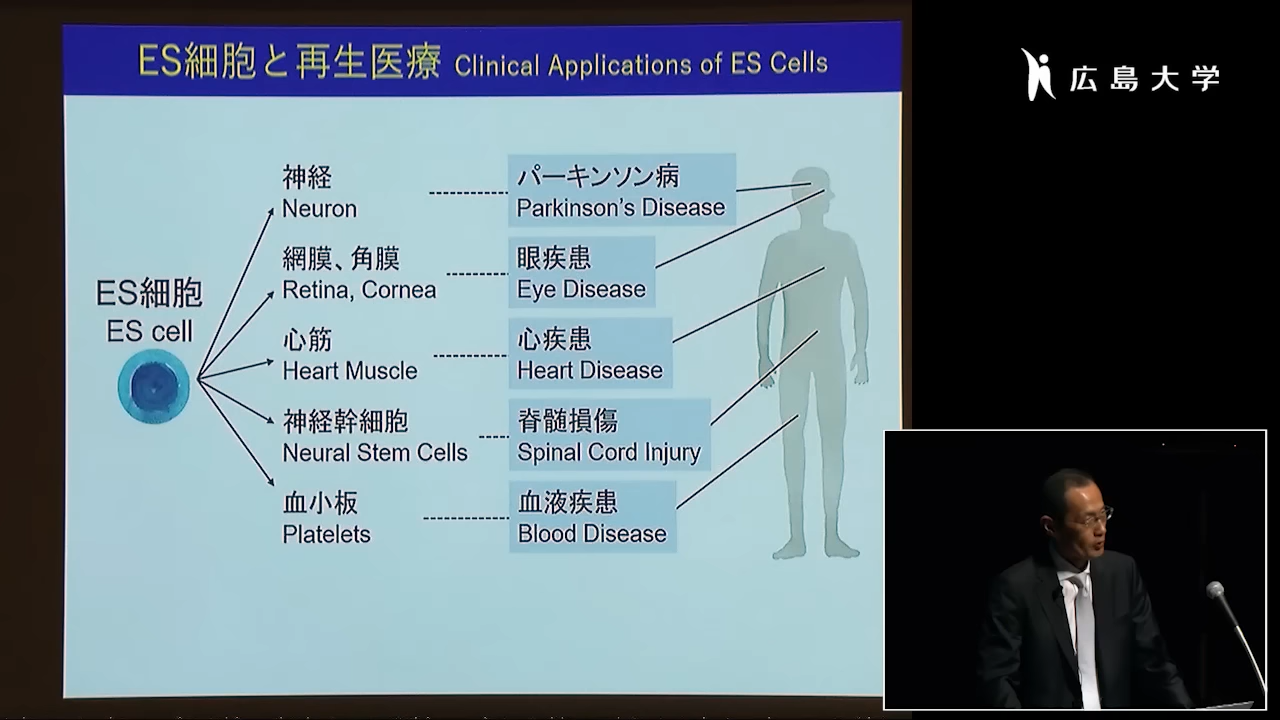 ES細胞と再生医療 Clinical Applications of ES Cells
広島大学
ES細胞
ES cell
神経
Neuron
パーキンソン病
Parkinson's Disease
網膜、角膜
Retina, Cornea
眼疾患
Eye Disease
心筋
Heart Muscle
心疾患
Heart Disease
神経幹細胞
Neural Stem Cells
脊髄損傷
Spinal Cord Injury
血小板
Platelets
血液疾患
Blood Disease